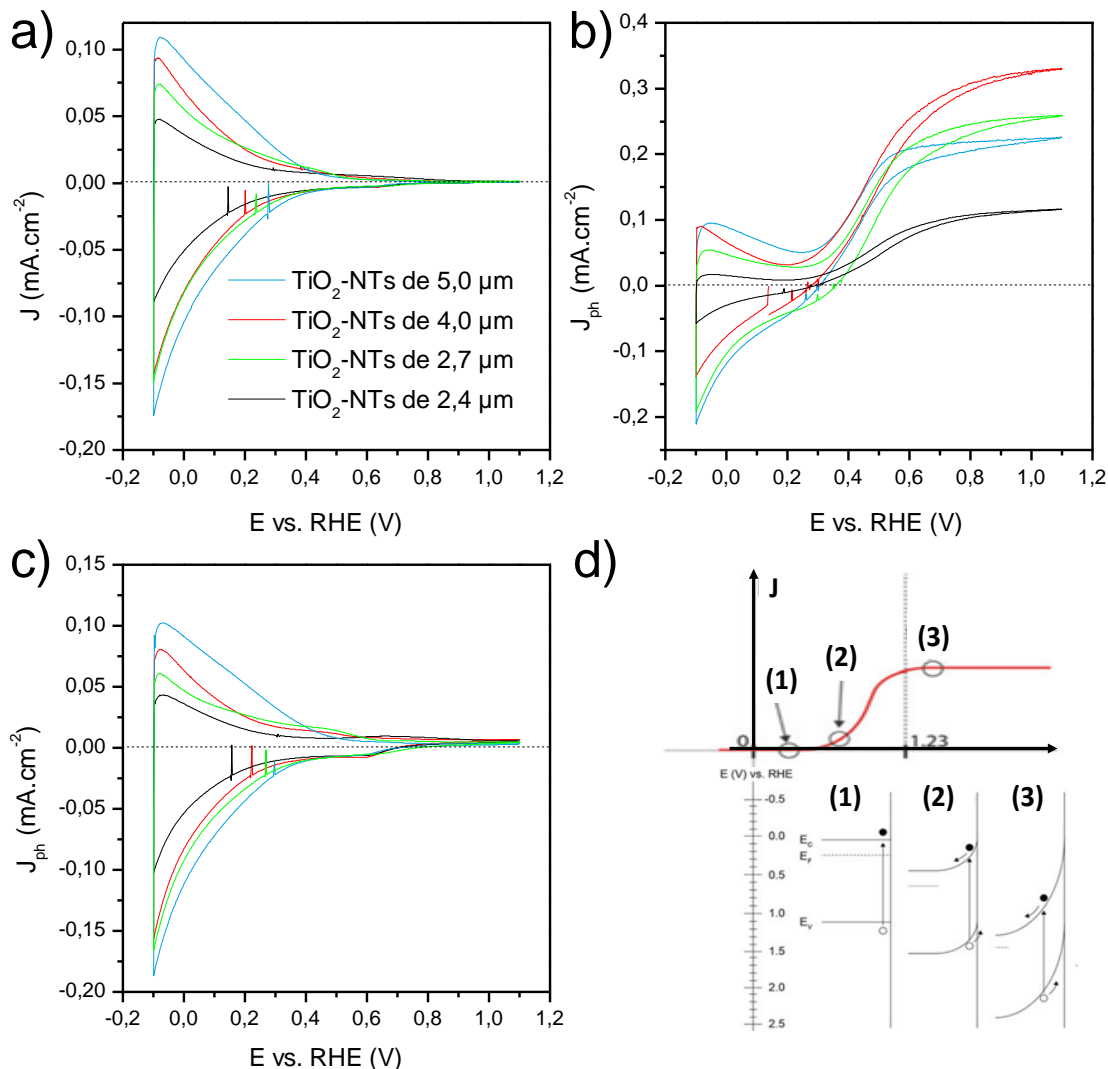 a)
0,10
0,05
0,00
-0,05
-0,10
-0,15
-0,20
J (mA.cm-2)
TiO2-NTs de 5,0 µm
TiO2-NTs de 4,0 µm
TiO2-NTs de 2,7 µm
TiO2-NTs de 2,4 µm
-0,2 0,0 0,2 0,4 0,6 0,8 1,0 1,2
E vs. RHE (V)
b)
0,4
0,3
0,2
0,1
0,0
-0,1
-0,2
Jph (mA.cm-2)
-0,2 0,0 0,2 0,4 0,6 0,8 1,0 1,2
E vs. RHE (V)
c)
0,15
0,10
0,05
0,00
-0,05
-0,10
-0,15
-0,20
Jph (mA.cm-2)
-0,2 0,0 0,2 0,4 0,6 0,8 1,0 1,2
E vs. RHE (V)
d)
J
(1) (2) (3)
0 1.23
E (V) vs. RHE
(1) (2) (3)
-0.5
0.0
0.5
1.0
1.5
2.0
2.5
EC
EF
EV